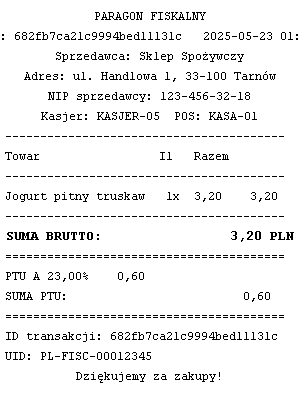 PARAGON FISKALNY
: 682fb7ca21c9994bed11131c 2025-05-23 01:
Sprzedawca: Sklep Spożywczy
Adres: ul. Handlowa 1, 33-100 Tarnów
NIP sprzedawcy: 123-456-32-18
Kasjer: KASJER-05 POS: KASA-01
----------------------------------------
Towar Il Razem
----------------------------------------
Jogurt pitny truskaw 1x 3,20 3,20
----------------------------------------
SUMA BRUTTO: 3,20 PLN
========================================
PTU A 23,00% 0,60
SUMA PTU: 0,60
========================================
ID transakcji: 682fb7ca21c9994bed11131c
UID: PL-FISC-00012345
Dziękujemy za zakupy!